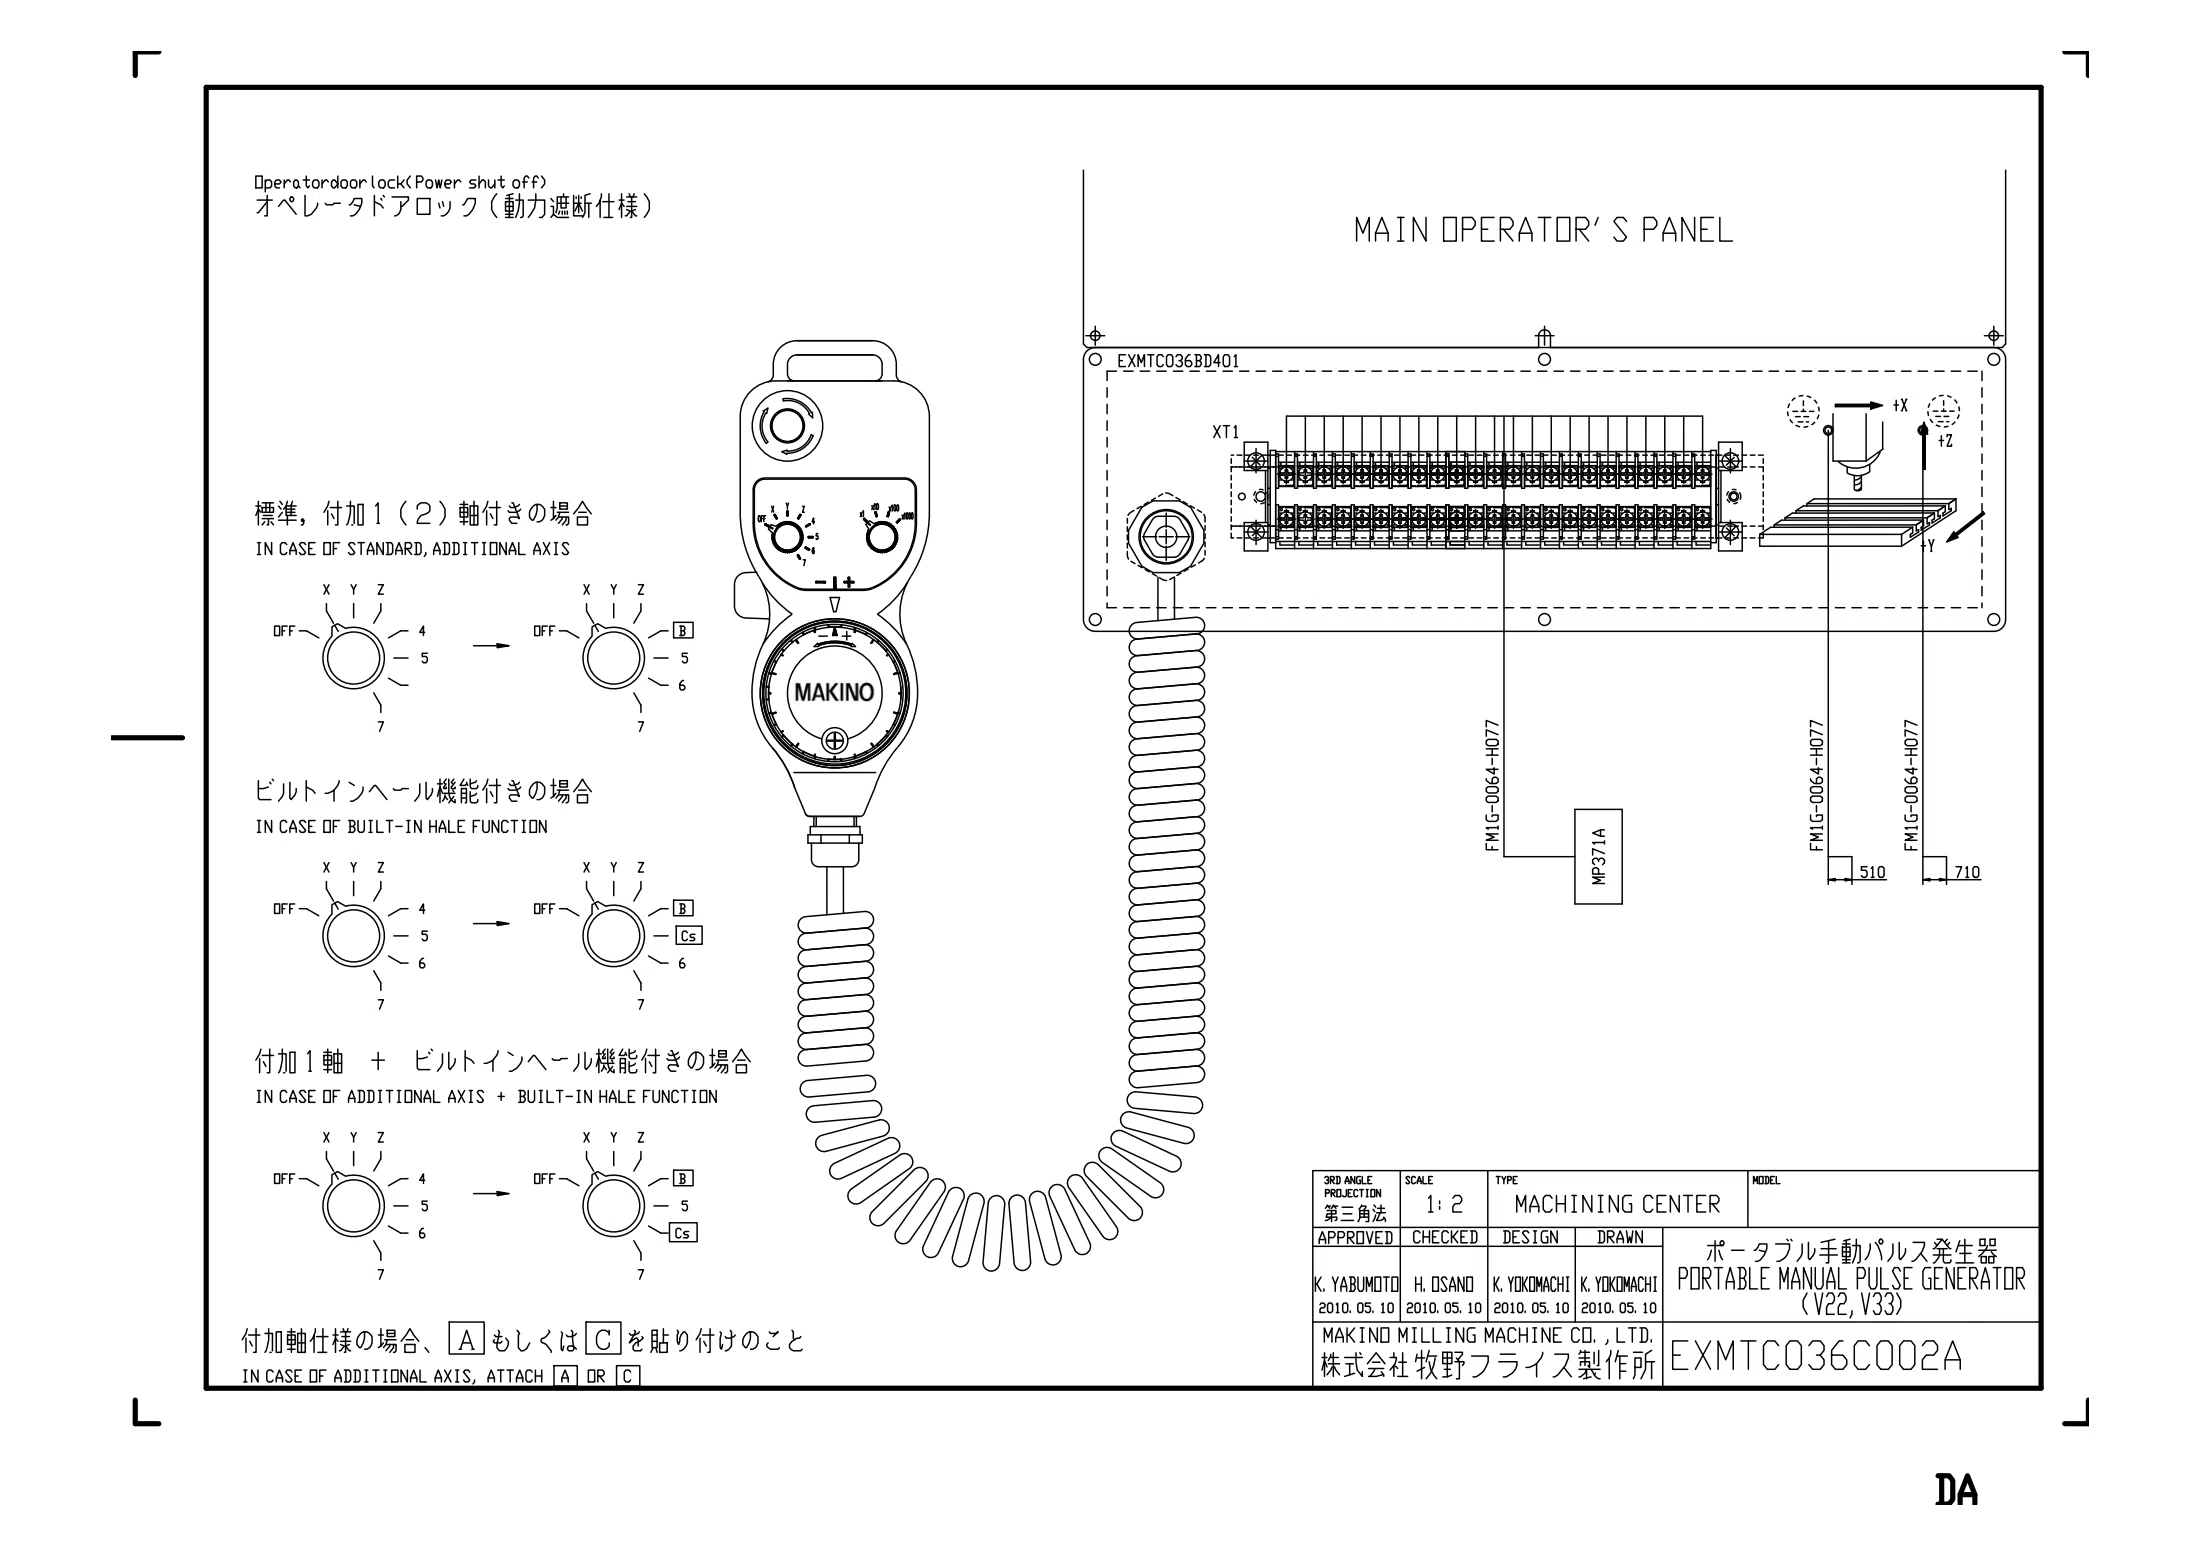 Operatordoorlock(Power shut off)
オペレータドアロック（動力遮断仕様）
MAIN OPERATOR'S PANEL
EXMTC036BD401
XT1
+X
+Z
+Y
OFF X Y Z 4 5 6 7
x1 x10 x100 x1000
− +
− +
MAKINO
標準，付加１（２）軸付きの場合
IN CASE OF STANDARD, ADDITIONAL AXIS
X Y Z X Y Z
OFF 4 OFF B
5 5
6
7 7
ビルトインヘール機能付きの場合
IN CASE OF BUILT-IN HALE FUNCTION
X Y Z X Y Z
OFF 4 OFF B
5 Cs
6 6
7 7
付加１軸 ＋ ビルトインヘール機能付きの場合
IN CASE OF ADDITIONAL AXIS + BUILT-IN HALE FUNCTION
X Y Z X Y Z
OFF 4 OFF B
5 5
6 Cs
7 7
付加軸仕様の場合、 A もしくは C を貼り付けのこと
IN CASE OF ADDITIONAL AXIS, ATTACH A OR C
FM1G-0064-H077
MP371A
FM1G-0064-H077
510
FM1G-0064-H077
710
3RD ANGLE
PROJECTION
第三角法
SCALE
1:2
TYPE
MACHINING CENTER
MODEL
APPROVED CHECKED DESIGN DRAWN
K. YABUMOTO H. OSANO K. YOKOMACHI K. YOKOMACHI
2010. 05. 10 2010. 05. 10 2010. 05. 10 2010. 05. 10
ポータブル手動パルス発生器
PORTABLE MANUAL PULSE GENERATOR
(V22, V33)
MAKINO MILLING MACHINE CO. , LTD.
株式会社牧野フライス製作所
EXMTC036C002A
DA